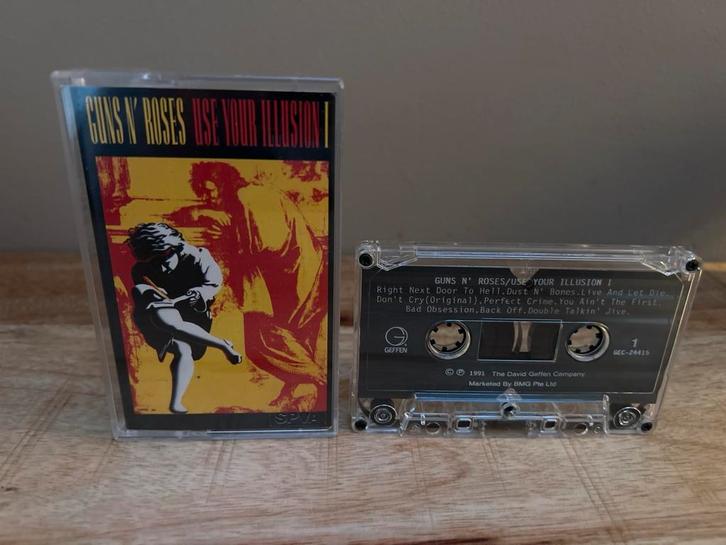 GUNS N' ROSES USE YOUR ILLUSION I
SPVA
GUNS N' ROSES/USE YOUR ILLUSION I
Right Next Door To Hell.Dust N' Bones.Live And Let Die.
Don't Cry(Original).Perfect Crime.You Ain't The First.
Bad Obsession,Back Off.Double Talkin' Jive.
G
GEFFEN
1
GEC-24415
© ℗ 1991 The David Geffen Company
Marketed By BMG Pte Ltd